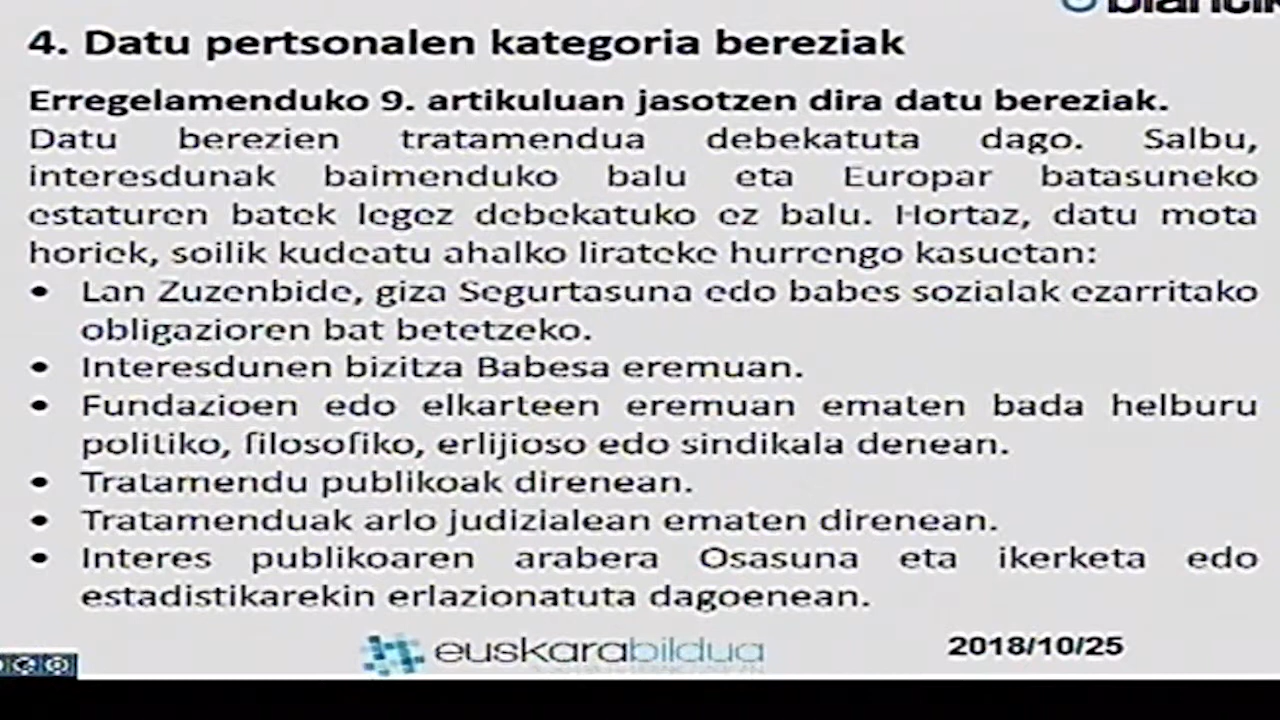 4. Datu pertsonalen kategoria bereziak
Erregelamenduko 9. artikuluan jasotzen dira datu bereziak.
Datu berezien tratamendua debekatuta dago. Salbu,
interesdunak baimenduko balu eta Europar batasuneko
estaturen batek legez debekatuko ez balu. Hortaz, datu mota
horiek, soilik kudeatu ahalko lirateke hurrengo kasuetan:
• Lan Zuzenbide, giza Segurtasuna edo babes sozialak ezarritako
obligazioren bat betetzeko.
• Interesdunen bizitza Babesa eremuan.
• Fundazioen edo elkarteen eremuan ematen bada helburu
politiko, filosofiko, erlijioso edo sindikala denean.
• Tratamendu publikoak direnean.
• Tratamenduak arlo judizialean ematen direnean.
• Interes publikoaren arabera Osasuna eta ikerketa edo
estadistikarekin erlazionatuta dagoenean.
euskarabildua
2018/10/25